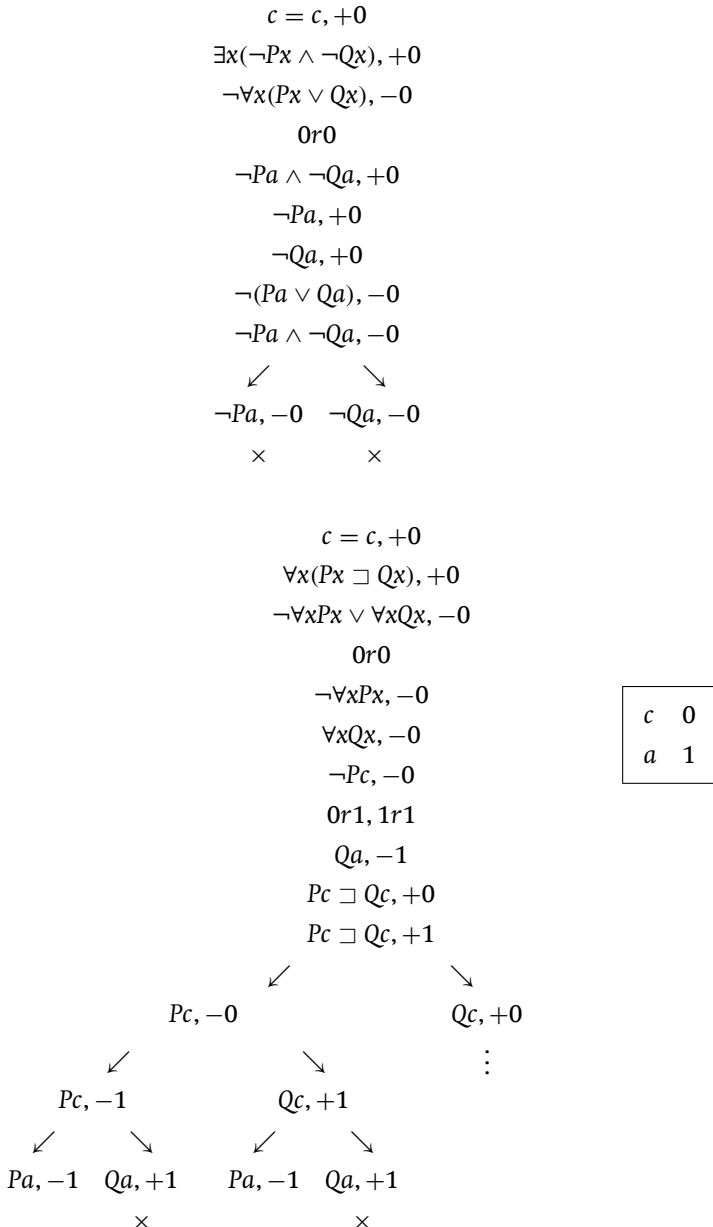 c = c, +0
∃x(¬Px ∧ ¬Qx), +0
¬∀x(Px ∨ Qx), −0
0r0
¬Pa ∧ ¬Qa, +0
¬Pa, +0
¬Qa, +0
¬(Pa ∨ Qa), −0
¬Pa ∧ ¬Qa, −0
↙ ↘
¬Pa, −0 ¬Qa, −0
× ×
c = c, +0
∀x(Px ⊐ Qx), +0
¬∀xPx ∨ ∀xQx, −0
0r0
¬∀xPx, −0
∀xQx, −0
¬Pc, −0
0r1, 1r1
Qa, −1
Pc ⊐ Qc, +0
Pc ⊐ Qc, +1
c 0
a 1
↙ ↘
Pc, −0 Qc, +0
↙ ↘ ⋮
Pc, −1 Qc, +1
↙ ↘ ↙ ↘
Pa, −1 Qa, +1 Pa, −1 Qa, +1
× ×